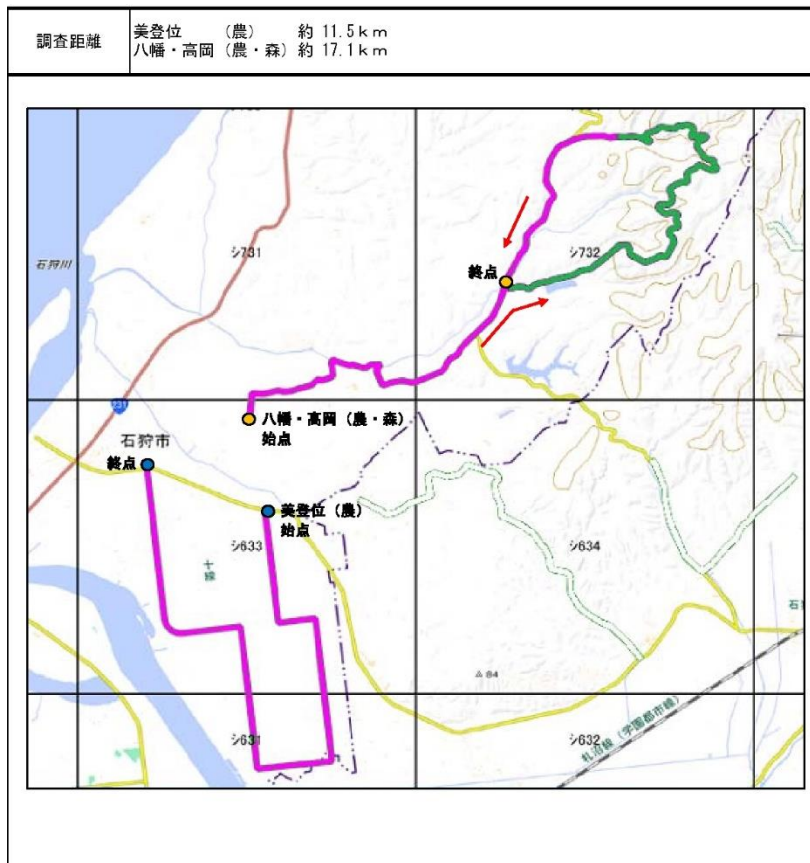 調査距離
美登位 （農） 約 11.5ｋｍ
八幡・高岡（農・森）約 17.1ｋｍ
石狩川
シ731
シ732
終点
231
八幡・高岡（農・森）
始点
石狩市
終点
美登位（農）
始点
シ633
シ634
十線
84
シ631
シ632
札沼線（学園都市線）